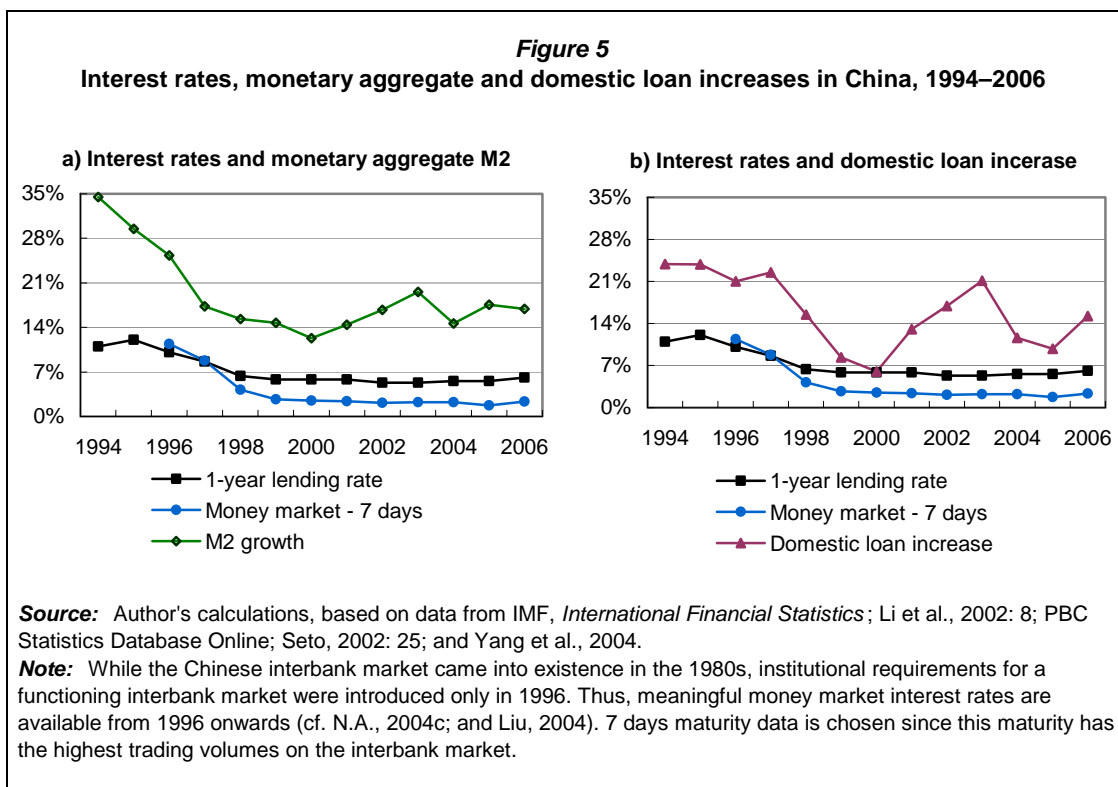 Figure 5
Interest rates, monetary aggregate and domestic loan increases in China, 1994–2006
a) Interest rates and monetary aggregate M2
35%
28%
21%
14%
7%
0%
1994 1996 1998 2000 2002 2004 2006
1-year lending rate
Money market - 7 days
M2 growth
b) Interest rates and domestic loan incerase
35%
28%
21%
14%
7%
0%
1994 1996 1998 2000 2002 2004 2006
1-year lending rate
Money market - 7 days
Domestic loan increase
Source: Author's calculations, based on data from IMF, International Financial Statistics; Li et al., 2002: 8; PBC
Statistics Database Online; Seto, 2002: 25; and Yang et al., 2004.
Note: While the Chinese interbank market came into existence in the 1980s, institutional requirements for a
functioning interbank market were introduced only in 1996. Thus, meaningful money market interest rates are
available from 1996 onwards (cf. N.A., 2004c; and Liu, 2004). 7 days maturity data is chosen since this maturity has
the highest trading volumes on the interbank market.